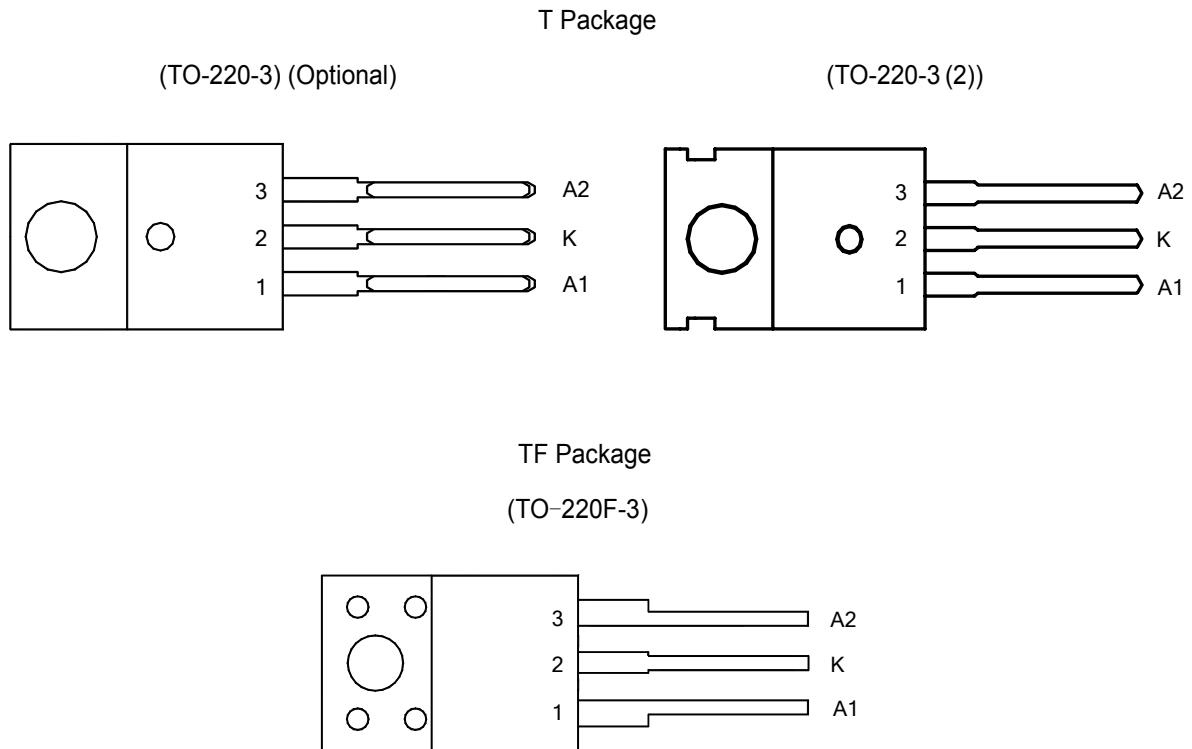 T Package
(TO-220-3) (Optional)
(TO-220-3 (2))
3 A2
2 K
1 A1
3 A2
2 K
1 A1
TF Package
(TO-220F-3)
3 A2
2 K
1 A1